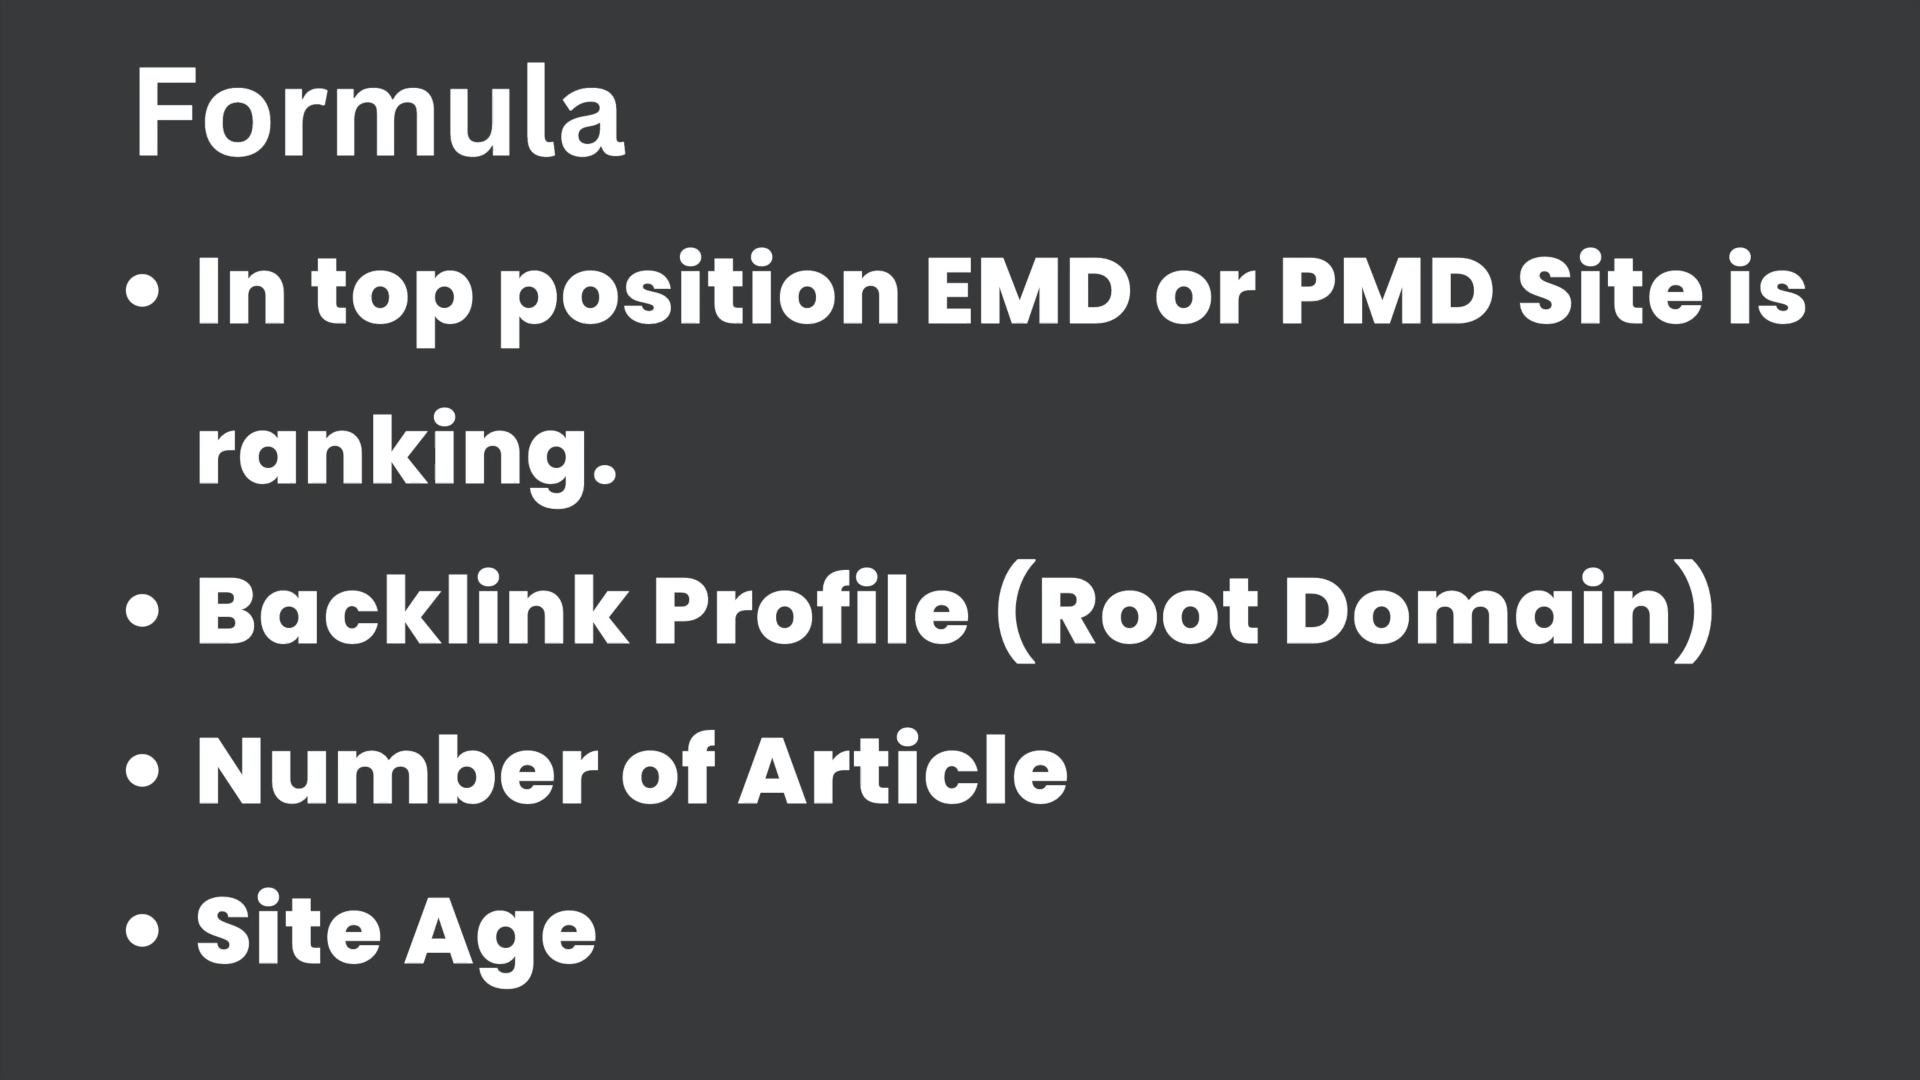 Formula
• In top position EMD or PMD Site is
ranking.
• Backlink Profile (Root Domain)
• Number of Article
• Site Age